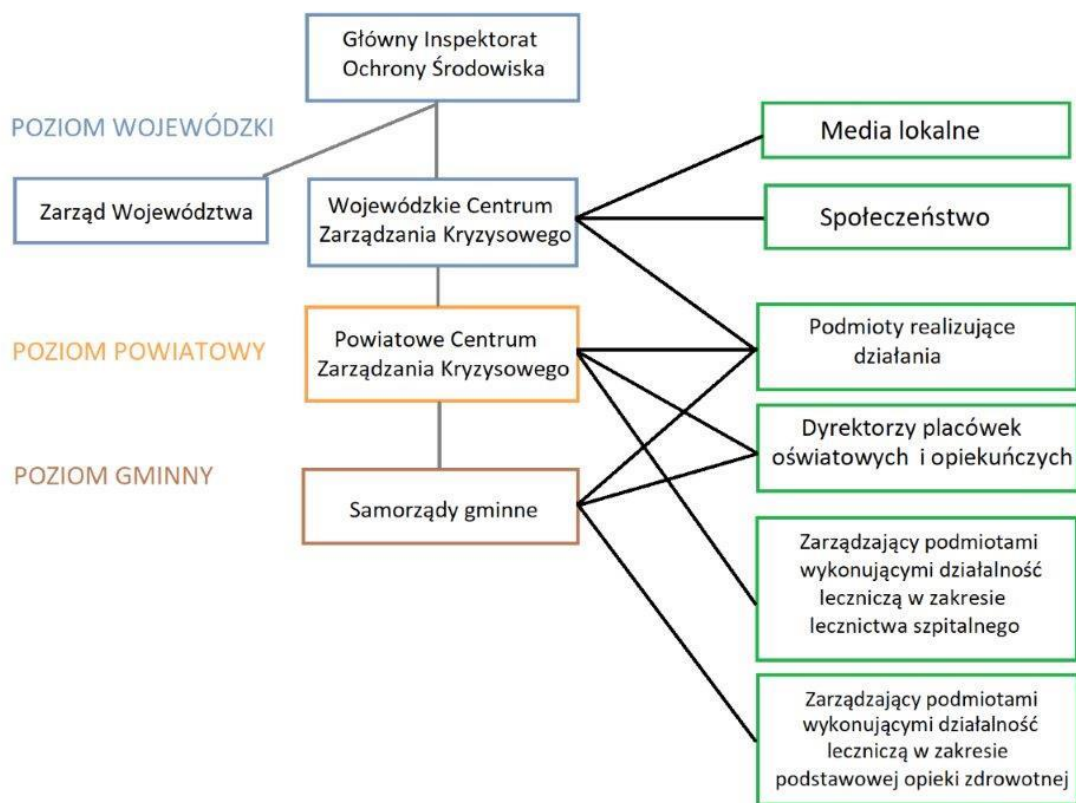 Główny Inspektorat
Ochrony Środowiska
POZIOM WOJEWÓDZKI
Zarząd Województwa
Wojewódzkie Centrum
Zarządzania Kryzysowego
Media lokalne
Społeczeństwo
POZIOM POWIATOWY
Powiatowe Centrum
Zarządzania Kryzysowego
Podmioty realizujące
działania
Dyrektorzy placówek
oświatowych i opiekuńczych
POZIOM GMINNY
Samorządy gminne
Zarządzający podmiotami
wykonującymi działalność
leczniczą w zakresie
lecznictwa szpitalnego
Zarządzający podmiotami
wykonującymi działalność
leczniczą w zakresie
podstawowej opieki zdrowotnej